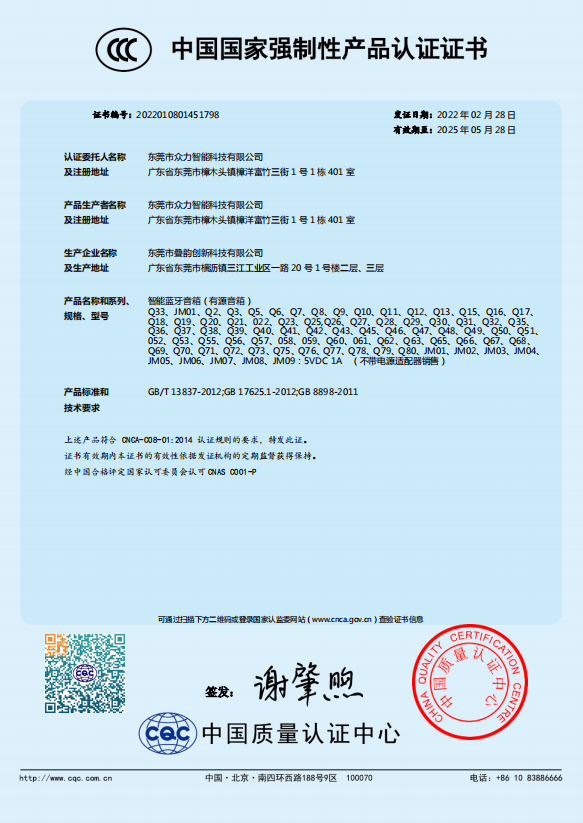 CCC
中国国家强制性产品认证证书
证书编号：2022010801451798
发证日期：2022 年 02 月 28 日
有效期至：2025 年 05 月 28 日
认证委托人名称 东莞市众力智能科技有限公司
及注册地址 广东省东莞市樟木头镇樟洋富竹三街 1 号 1 栋 401 室
产品生产者名称 东莞市众力智能科技有限公司
及注册地址 广东省东莞市樟木头镇樟洋富竹三街 1 号 1 栋 401 室
生产企业名称 东莞市叠韵创新科技有限公司
及生产地址 广东省东莞市横沥镇三江工业区一路 20 号 1 号楼二层、三层
产品名称和系列、 智能蓝牙音箱（有源音箱）
规格、型号 Q33、JM01、Q2、Q3、Q5、Q6、Q7、Q8、Q9、Q10、Q11、Q12、Q13、Q15、Q16、Q17、
Q18、Q19、Q20、Q21、022、Q23、Q25,Q26、Q27、Q28、Q29、Q30、Q31、Q32、Q35、
Q36、Q37、Q38、Q39、Q40、Q41、Q42、Q43、Q45、Q46、Q47、Q48、Q49、Q50、Q51、
052、Q53、Q55、Q56、Q57、058、059、Q60、061、Q62、Q63、Q65、Q66、Q67、Q68、
Q69、Q70、Q71、Q72、Q73、Q75、Q76、Q77、Q78、Q79、Q80、JM01、JM02、JM03、JM04、
JM05、JM06、JM07、JM08、JM09：5VDC 1A （不带电源适配器销售）
产品标准和 GB/T 13837-2012;GB 17625.1-2012;GB 8898-2011
技术要求
上述产品符合 CNCA-C08-01:2014 认证规则的要求，特发此证。
证书有效期内本证书的有效性依据发证机构的定期监督获得保持。
经中国合格评定国家认可委员会认可 CNAS C001-P
可通过扫描下方二维码或登录国家认监委网站（www.cnca.gov.cn）查验证书信息
CQC
签发：
谢肇煦
CQC 中国质量认证中心
CHINA QUALITY CERTIFICATION CENTRE
中国质量认证中心
http://www.cqc.com.cn
中国·北京·南四环西路188号9区 100070
电话：+86 10 83886666